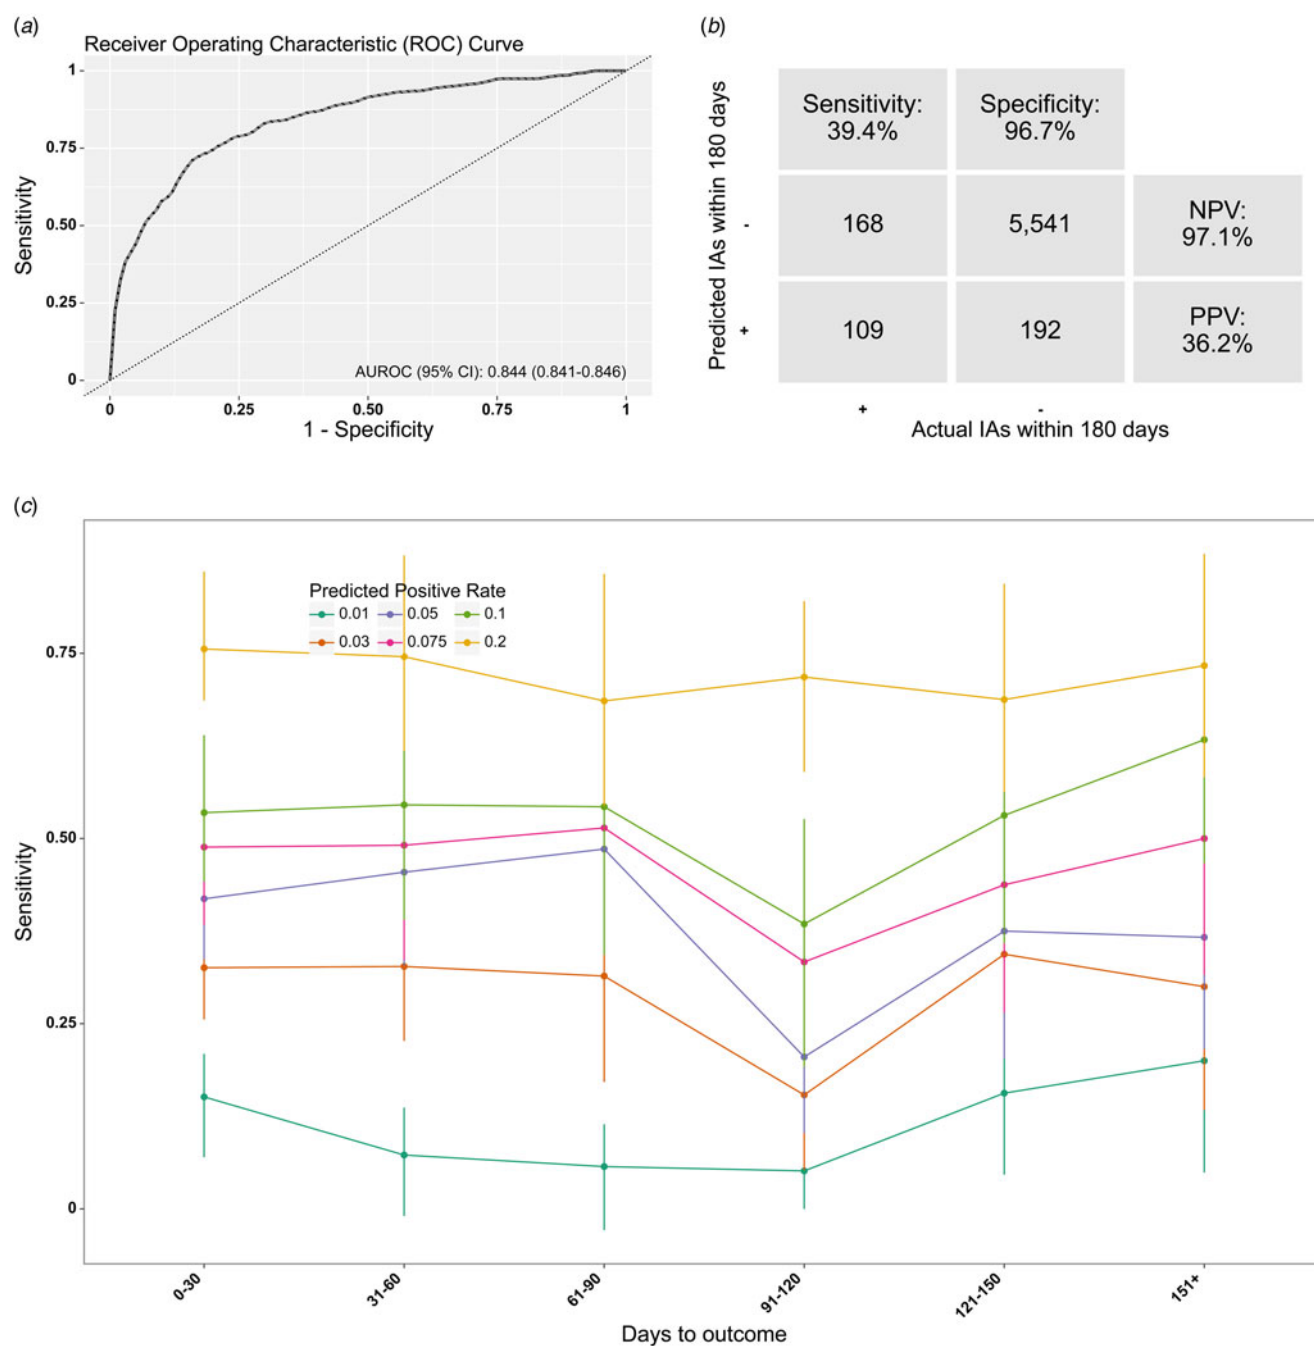 (a)
Receiver Operating Characteristic (ROC) Curve
1
0.75
0.50
0.25
0
Sensitivity
AUROC (95% CI): 0.844 (0.841-0.846)
0 0.25 0.50 0.75 1
1 - Specificity
(b)
Predicted IAs within 180 days
Sensitivity:
39.4%
Specificity:
96.7%
-
168
5,541
NPV:
97.1%
+
109
192
PPV:
36.2%
+ -
Actual IAs within 180 days
(c)
Predicted Positive Rate
0.01 0.05 0.1
0.03 0.075 0.2
0.75
0.50
0.25
0
Sensitivity
0-30 31-60 61-90 91-120 121-150 151+
Days to outcome